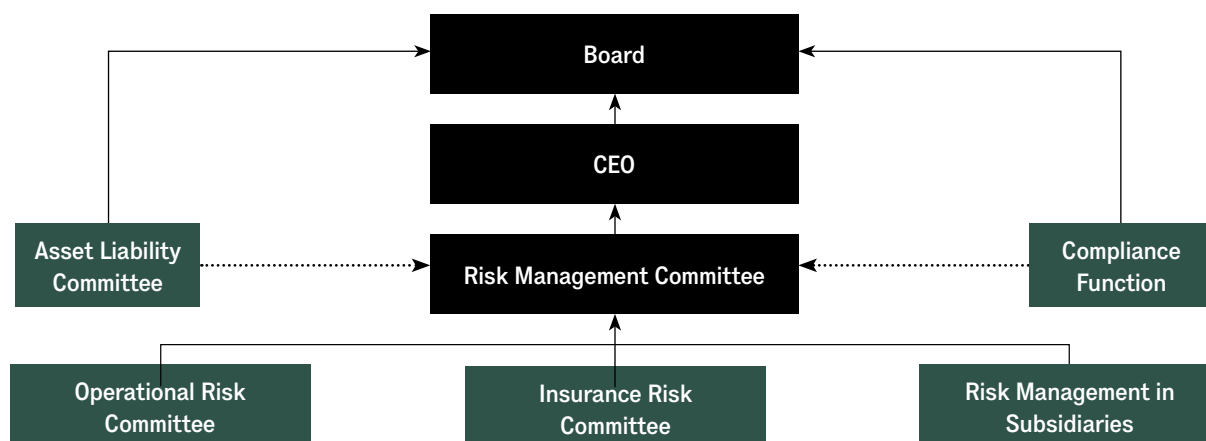 Board
CEO
Asset Liability
Committee
Risk Management Committee
Compliance
Function
Operational Risk
Committee
Insurance Risk
Committee
Risk Management in
Subsidiaries